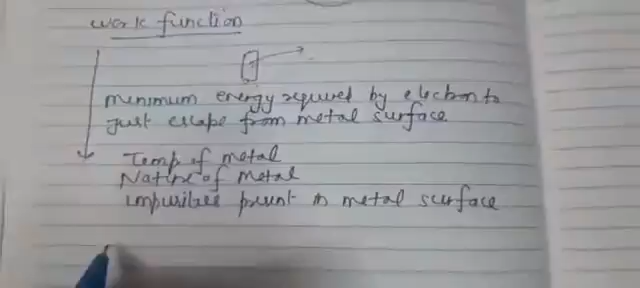 work function
minimum energy required by electron to
just escape from metal surface
Temp of metal
Nature of metal
impurities present in metal surface